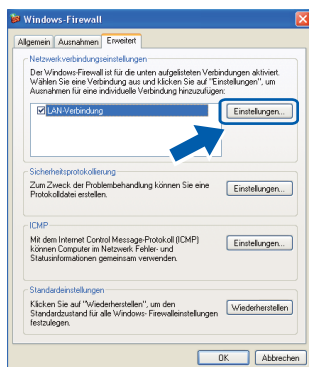 Windows-Firewall
Allgemein Ausnahmen Erweitert
Netzwerkverbindungseinstellungen
Der Windows-Firewall ist für die unten aufgelisteten Verbindungen aktiviert.
Wählen Sie eine Verbindung aus und klicken Sie auf "Einstellungen", um
Ausnahmen für eine individuelle Verbindung hinzuzufügen:
LAN-Verbindung
Einstellungen...
Sicherheitsprotokollierung
Zum Zweck der Problembehandlung können Sie eine
Protokolldatei erstellen.
Einstellungen...
ICMP
Mit dem Internet Control Message-Protokoll (ICMP)
können Computer im Netzwerk Fehler- und
Statusinformationen gemeinsam verwenden.
Einstellungen...
Standardeinstellungen
Klicken Sie auf "Wiederherstellen", um den
Standardzustand für alle Windows- Firewalleinstellungen
festzulegen.
Wiederherstellen
OK Abbrechen